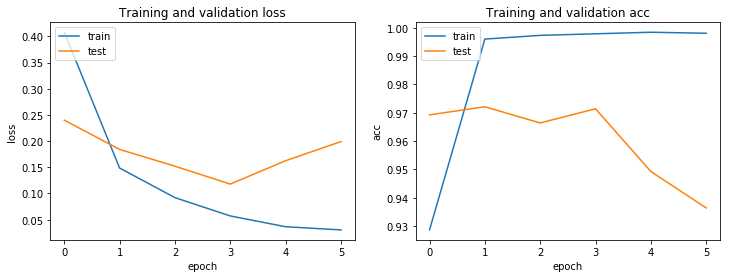 Training and validation loss
train
test
0.40
0.35
0.30
0.25
0.20
0.15
0.10
0.05
loss
0 1 2 3 4 5
epoch
Training and validation acc
train
test
1.00
0.99
0.98
0.97
0.96
0.95
0.94
0.93
acc
0 1 2 3 4 5
epoch